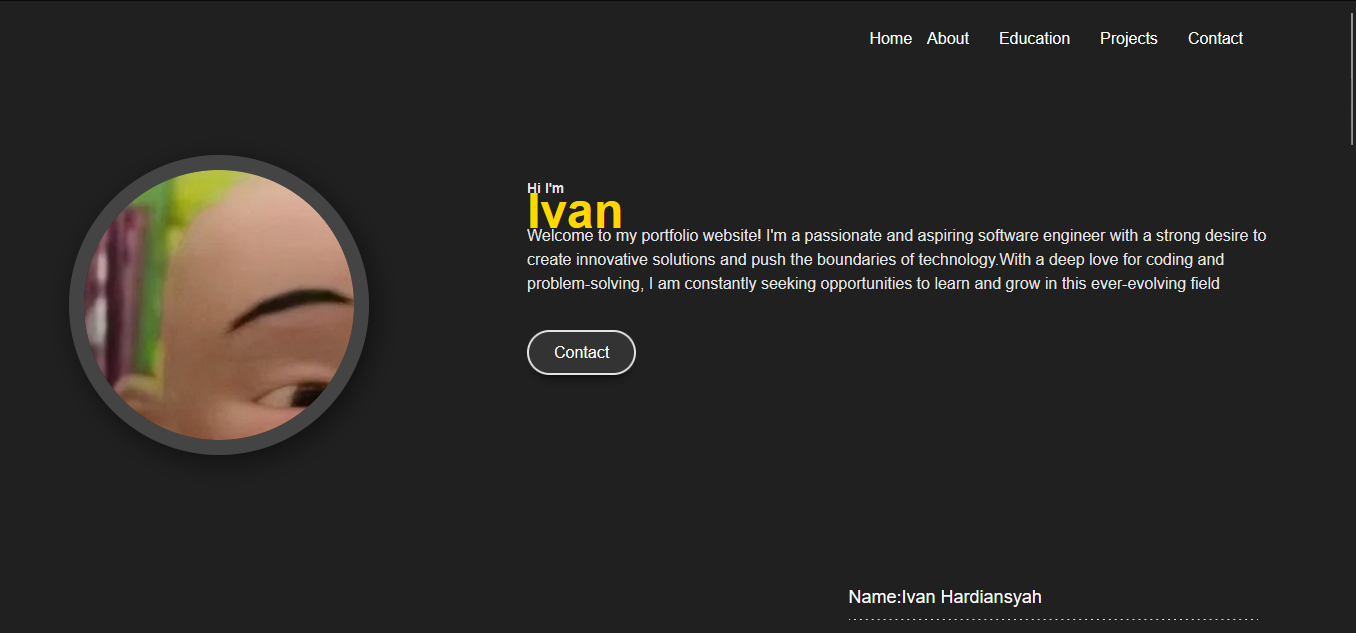 Home About Education Projects Contact
Hi I'm
Ivan
Welcome to my portfolio website! I'm a passionate and aspiring software engineer with a strong desire to
create innovative solutions and push the boundaries of technology.With a deep love for coding and
problem-solving, I am constantly seeking opportunities to learn and grow in this ever-evolving field
Contact
Name:Ivan Hardiansyah